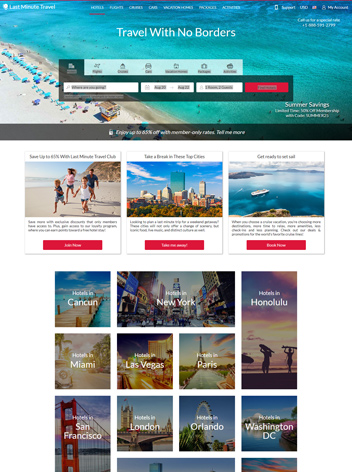 Last Minute Travel
HOTELS FLIGHTS CRUISES CARS VACATION HOMES PACKAGES ACTIVITIES
Support USD My Account
Call us for a special rate
Travel With No Borders
Flights
Cruises
Cars
Vacation Homes
Packages
Activities
Where are you going?
Aug 03
Aug 05
1 Room, 2 Guests
Summer Savings
Limited Time: 50% Off Membership
with Code: SUMMER21
Enjoy up to 65% off with member-only rates. Tell me more
Save Up to 65% With Last Minute Travel Club
Save more with exclusive discounts that only members
have access to. Plus, gain access to our loyalty program,
where you can earn points toward a free hotel stay!
Join Now
Take a Break in These Top Cities
Looking to plan a last minute trip for a weekend getaway?
These cities will not only offer a change of scenery, but
iconic food, live music, and distinct culture as well!
Take me away!
Get ready to set sail
When you choose a cruise vacation, you're choosing more
destinations, more time to relax, more amenities, less
check-ins and less planning. Check out our deals &
promotions for the world's favorite cruise lines!
Book Now
Hotels in
Cancun
Hotels in
New York
Hotels in
Honolulu
Hotels in
Miami
Hotels in
Las Vegas
Hotels in
Paris
Hotels in
San
Francisco
Hotels in
London
Hotels in
Orlando
Hotels in
Washington
DC